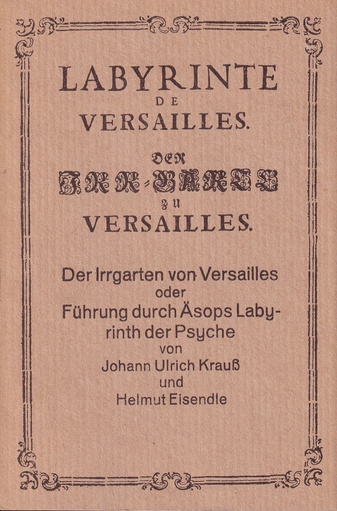 LABYRINTE
DE
VERSAILLES.
DER
IRR-GARTE
ZU
VERSAILLES.
Der Irrgarten von Versailles
oder
Führung durch Äsops Laby-
rinth der Psyche
von
Johann Ulrich Krauß
und
Helmut Eisendle